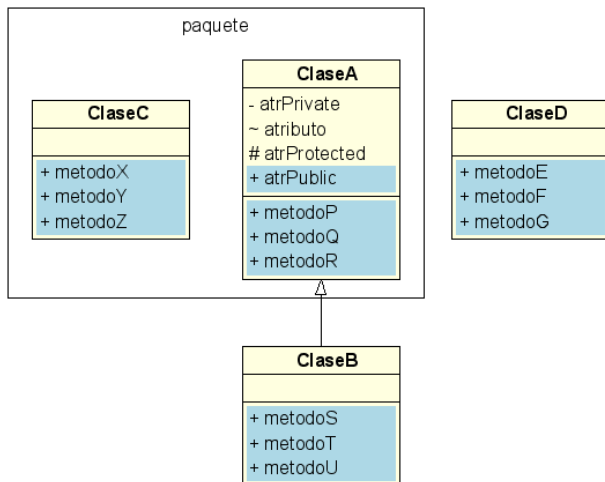 paquete
ClaseC
+ metodoX
+ metodoY
+ metodoZ
ClaseA
- atrPrivate
~ atributo
# atrProtected
+ atrPublic
+ metodoP
+ metodoQ
+ metodoR
ClaseD
+ metodoE
+ metodoF
+ metodoG
ClaseB
+ metodoS
+ metodoT
+ metodoU